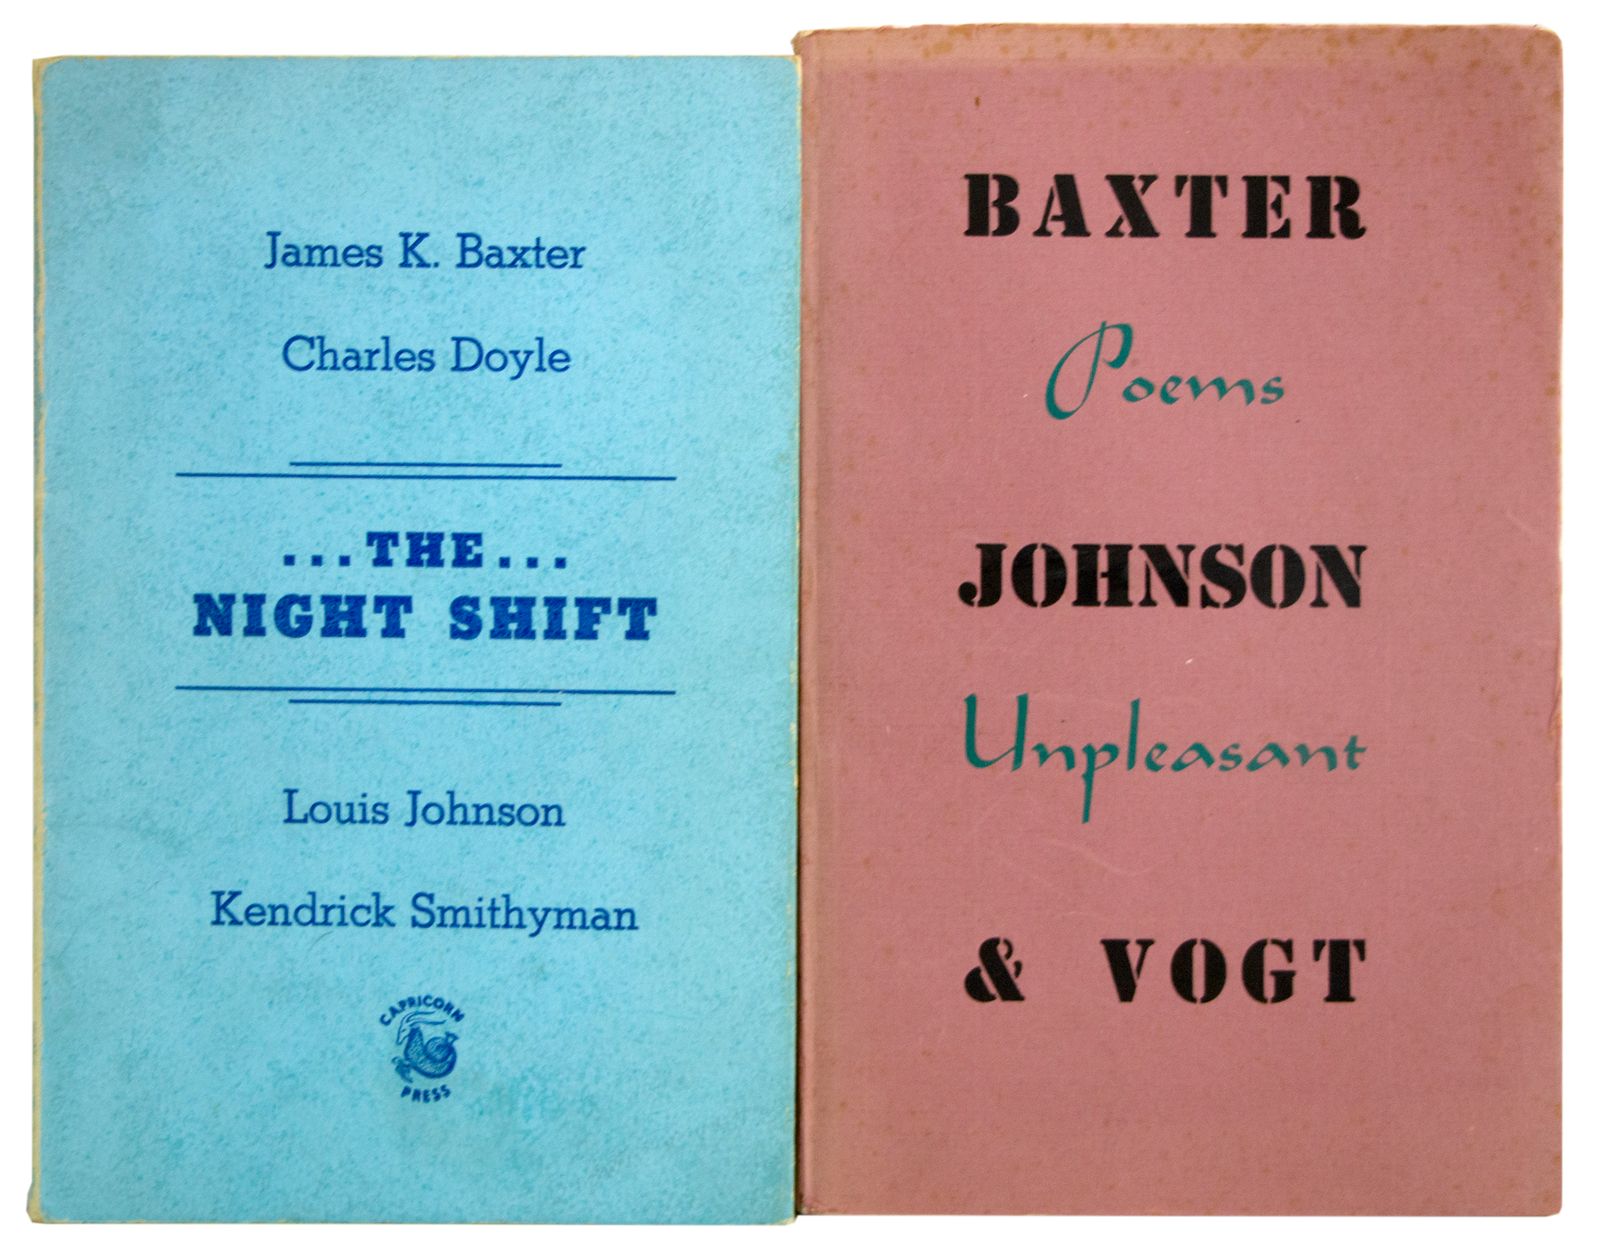 James K. Baxter
Charles Doyle
...THE...
NIGHT SHIFT
Louis Johnson
Kendrick Smithyman
CAPRICORN
PRESS
BAXTER
Poems
JOHNSON
Unpleasant
& VOGT